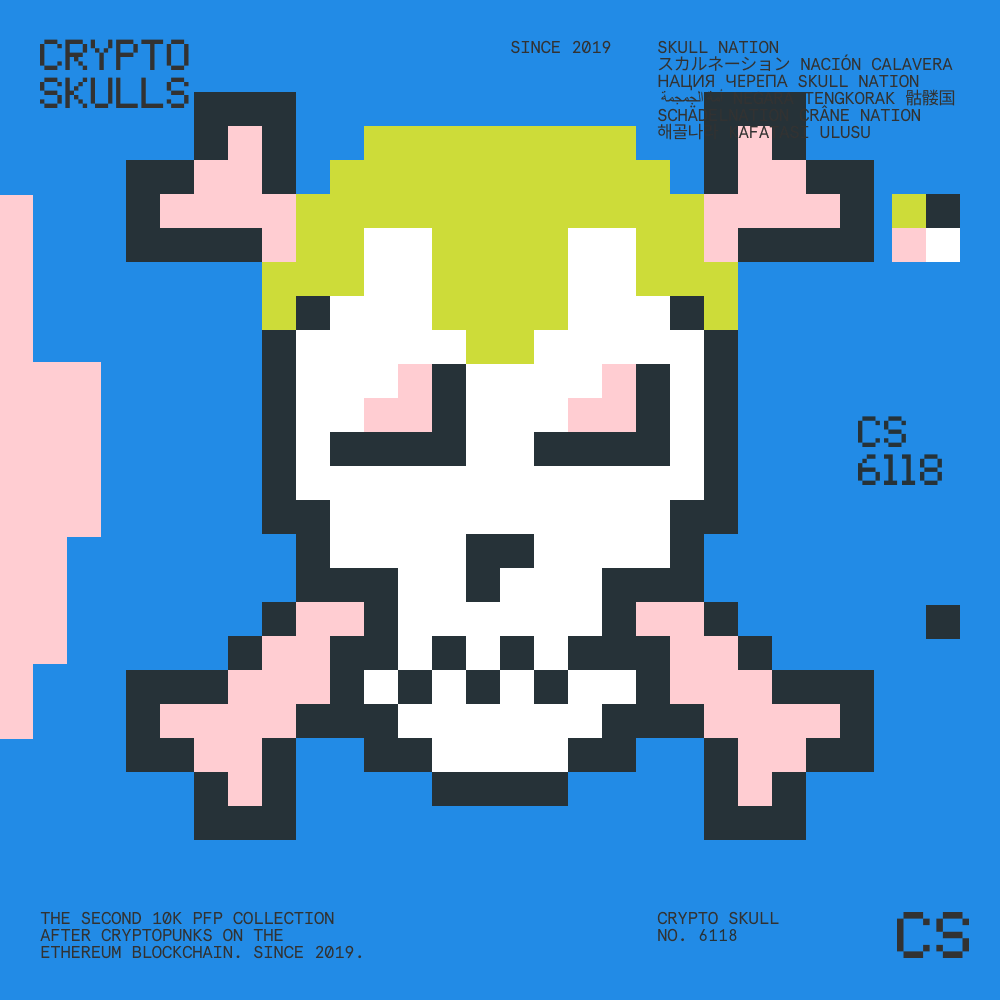 CRYPTO
SKULLS
SINCE 2019
SKULL NATION
スカルネーション NACIÓN CALAVERA
НАЦИЯ ЧЕРЕПА SKULL NATION
TENGKORAK 骷髅国
CRÂNE NATION
ULUSU
CS
6118
THE SECOND 10K PFP COLLECTION
AFTER CRYPTOPUNKS ON THE
ETHEREUM BLOCKCHAIN. SINCE 2019.
CRYPTO SKULL
NO. 6118
CS